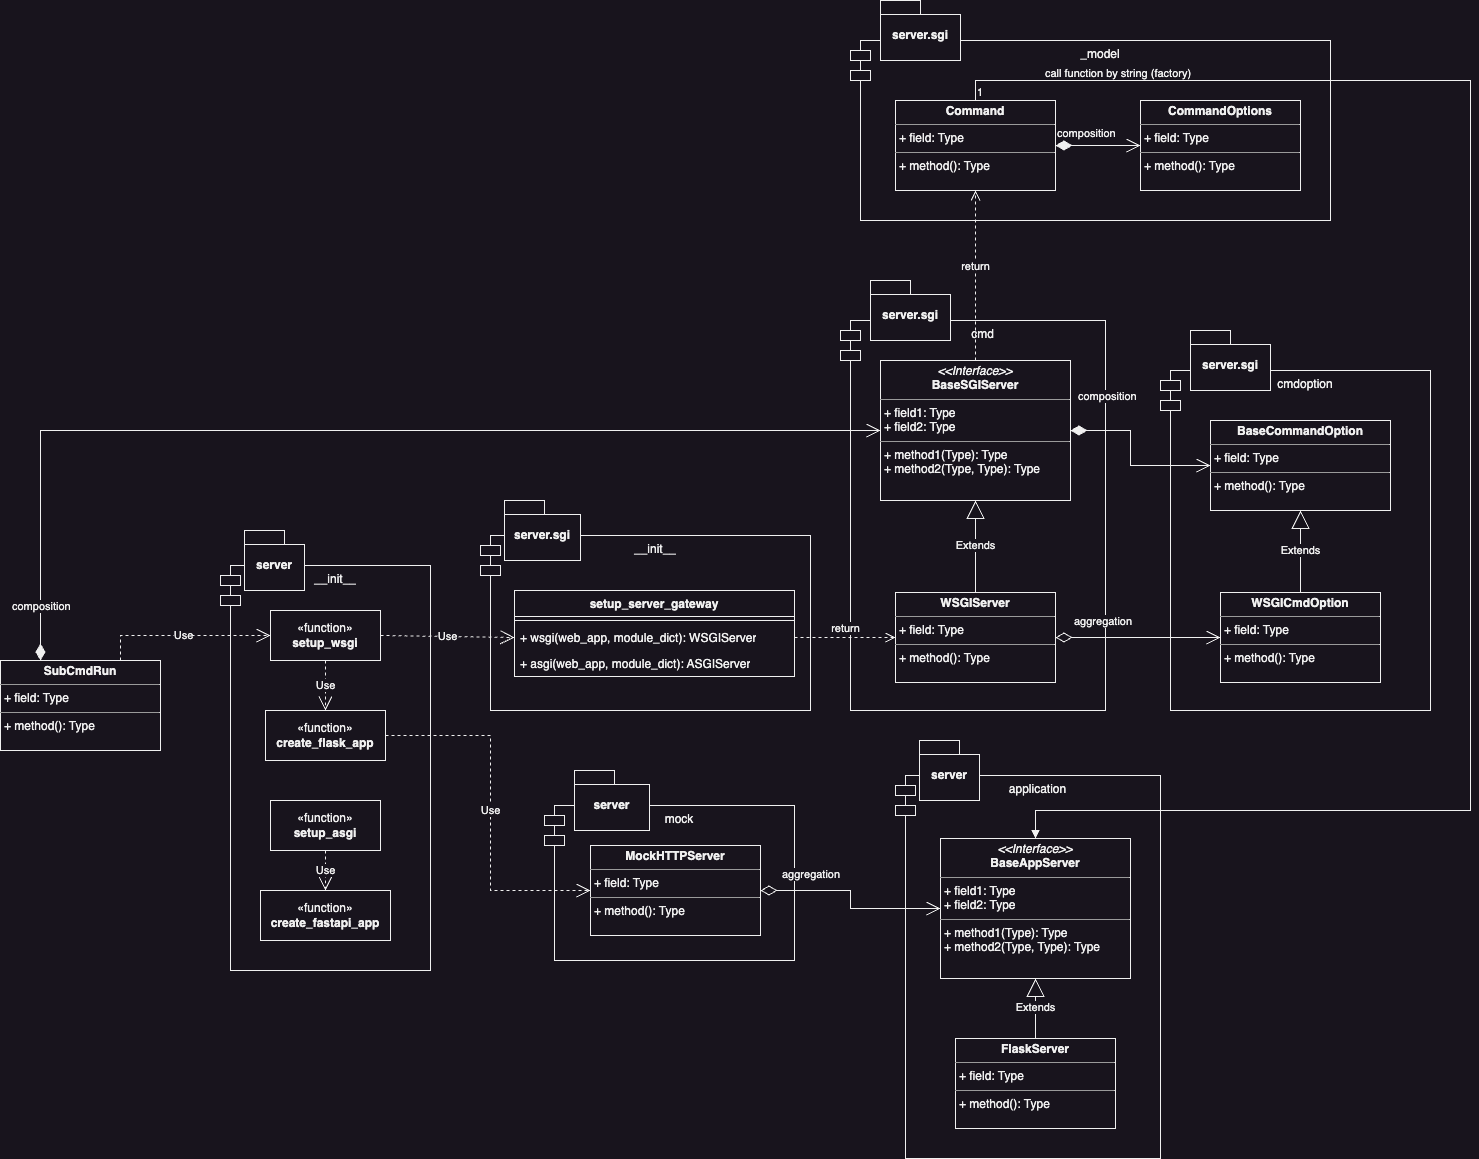 server.sgi
_model
call function by string (factory)
1
Command
+ field: Type
+ method(): Type
composition
CommandOptions
+ field: Type
+ method(): Type
return
server.sgi
cmd
<<Interface>>
BaseSGIServer
+ field1: Type
+ field2: Type
+ method1(Type): Type
+ method2(Type, Type): Type
composition
server.sgi
cmdoption
BaseCommandOption
+ field: Type
+ method(): Type
Extends
Extends
WSGIServer
+ field: Type
+ method(): Type
aggregation
WSGICmdOption
+ field: Type
+ method(): Type
server.sgi
__init__
setup_server_gateway
+ wsgi(web_app, module_dict): WSGIServer
+ asgi(web_app, module_dict): ASGIServer
return
composition
SubCmdRun
+ field: Type
+ method(): Type
Use
server
__init__
«function»
setup_wsgi
Use
Use
«function»
create_flask_app
«function»
setup_asgi
Use
«function»
create_fastapi_app
Use
server
mock
MockHTTPServer
+ field: Type
+ method(): Type
aggregation
server
application
<<Interface>>
BaseAppServer
+ field1: Type
+ field2: Type
+ method1(Type): Type
+ method2(Type, Type): Type
Extends
FlaskServer
+ field: Type
+ method(): Type